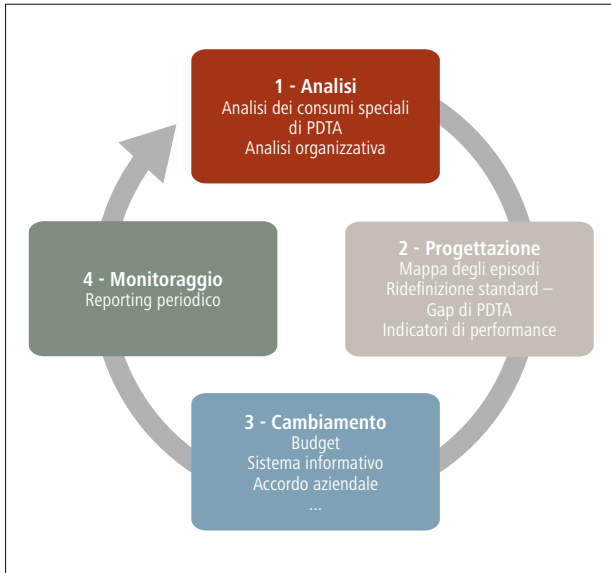 1 - Analisi
Analisi dei consumi speciali
di PDTA
Analisi organizzativa
2 - Progettazione
Mappa degli episodi
Ridefinizione standard –
Gap di PDTA
Indicatori di performance
3 - Cambiamento
Budget
Sistema informativo
Accordo aziendale
...
4 - Monitoraggio
Reporting periodico